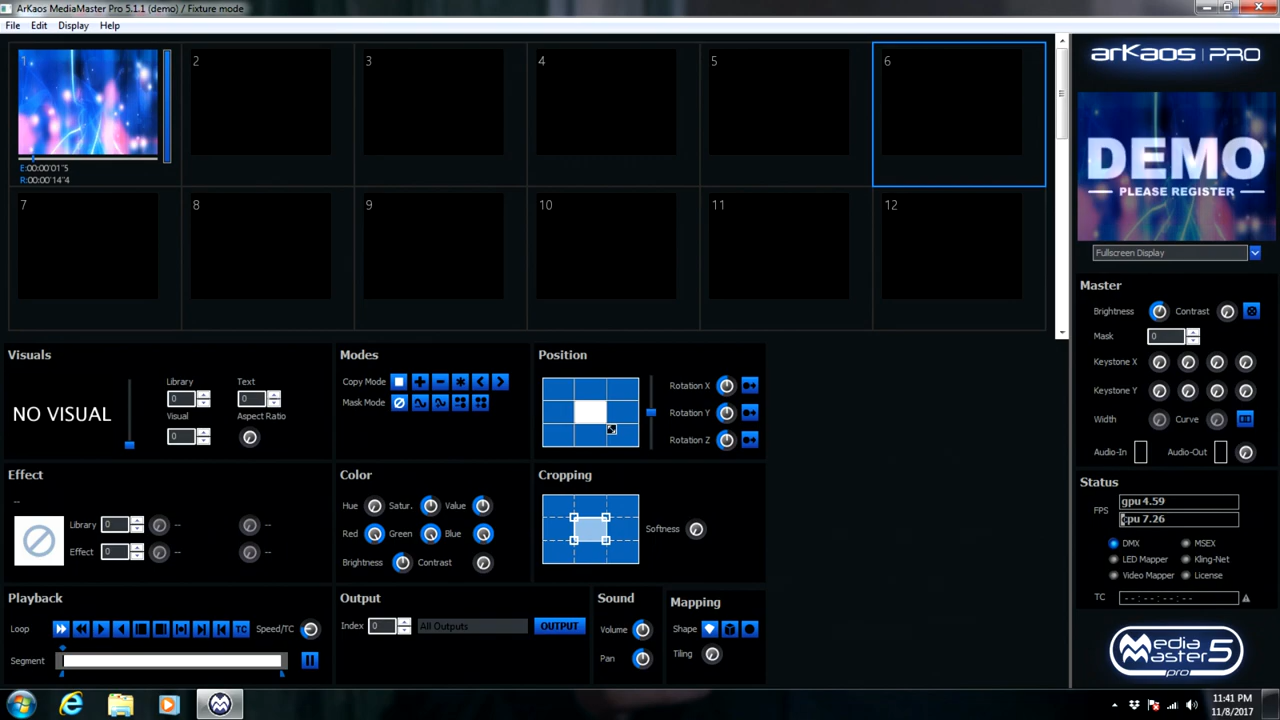 ArKaos MediaMaster Pro 5.1.1 (demo) / Fixture mode
File Edit Display Help
1 2 3 4 5 6
E:00:00'01"5
R:00:00'14"4
7 8 9 10 11 12
arkaos PRO
DEMO
PLEASE REGISTER
Fullscreen Display
Master
Brightness Contrast
Mask 0
Keystone X
Keystone Y
Width Curve
Audio-In Audio-Out
Status
FPS gpu 4.59
cpu 7.26
DMX MSEX
LED Mapper Kling-Net
Video Mapper License
TC --:--:--:--
Media Master 5 pro
Visuals
NO VISUAL
Library Text
0 0
Visual Aspect Ratio
0
Modes
Copy Mode
Mask Mode
Position
Rotation X
Rotation Y
Rotation Z
Effect
--
Library 0 -- --
Effect 0 -- --
Color
Hue Satur. Value
Red Green Blue
Brightness Contrast
Cropping
Softness
Playback
Loop TC Speed/TC
Segment
Output
Index 0 All Outputs OUTPUT
Sound
Volume
Pan
Mapping
Shape
Tiling
11:41 PM
11/8/2017